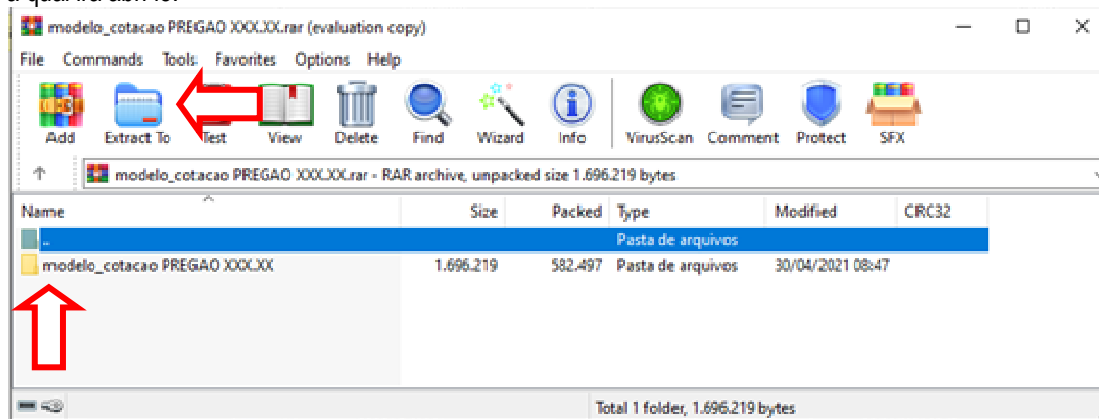 modelo_cotacao PREGAO XXX.XX.rar (evaluation copy)
File Commands Tools Favorites Options Help
Add Extract To Test View Delete Find Wizard Info VirusScan Comment Protect SFX
modelo_cotacao PREGAO XXX.XX.rar - RAR archive, unpacked size 1.696.219 bytes
Name Size Packed Type Modified CRC32
.. Pasta de arquivos
modelo_cotacao PREGAO XXX.XX 1.696.219 582.497 Pasta de arquivos 30/04/2021 08:47
Total 1 folder, 1.696.219 bytes